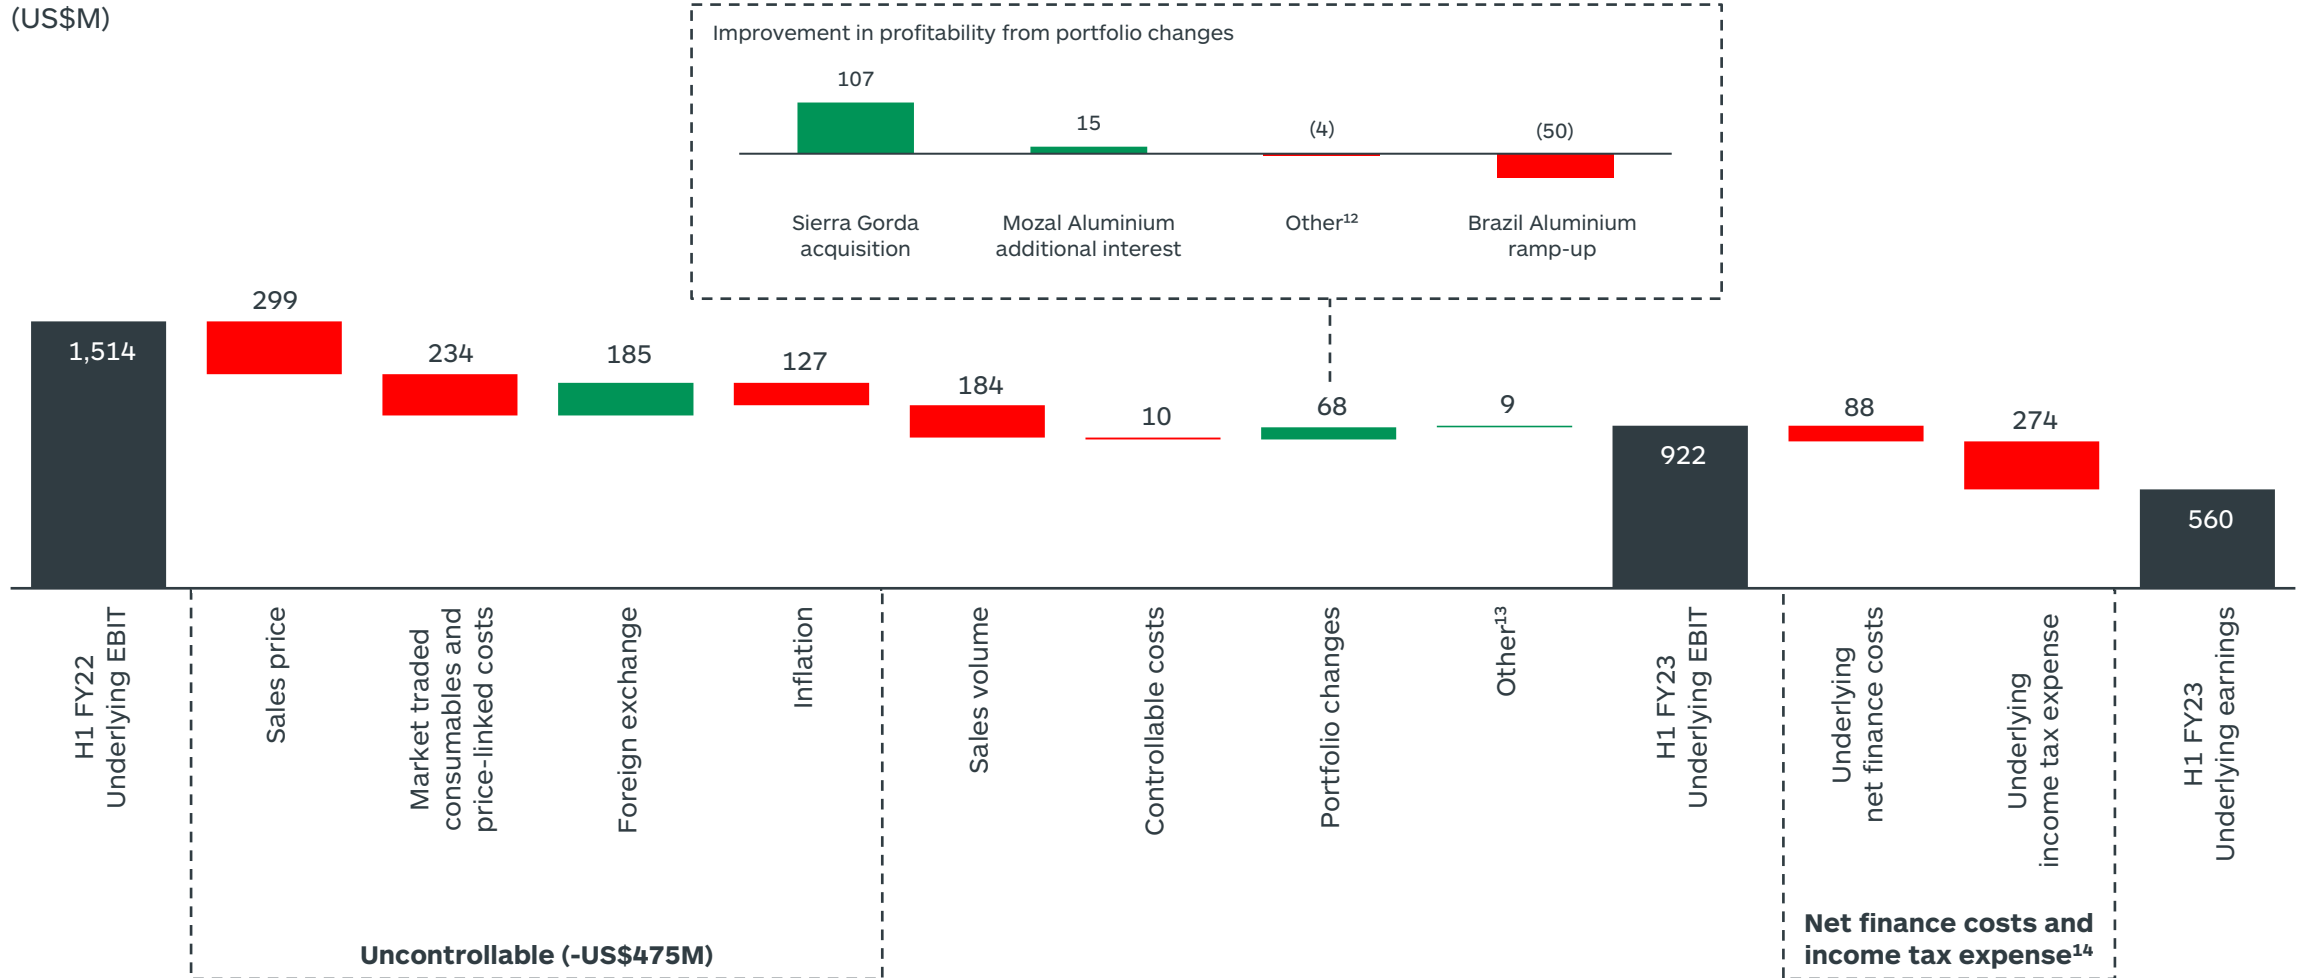 (US$M)
Improvement in profitability from portfolio changes
107
15
(4)
(50)
Sierra Gorda
acquisition
Mozal Aluminium
additional interest
Other¹²
Brazil Aluminium
ramp-up
1,514
299
234
185
127
184
10
68
9
922
88
274
560
H1 FY22
Underlying EBIT
Sales price
Market traded
consumables and
price-linked costs
Foreign exchange
Inflation
Sales volume
Controllable costs
Portfolio changes
Other¹³
H1 FY23
Underlying EBIT
Underlying
net finance costs
Underlying
income tax expense
H1 FY23
Underlying earnings
Uncontrollable (-US$475M)
Net finance costs and
income tax expense¹⁴